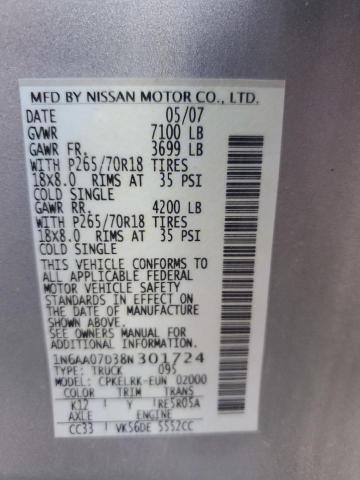 MFD BY NISSAN MOTOR CO., LTD.
DATE 05/07
GVWR 7100 LB
GAWR FR. 3699 LB
WITH P265/70R18 TIRES
18X8.0 RIMS AT 35 PSI
COLD SINGLE
GAWR RR. 4200 LB
WITH P265/70R18 TIRES
18X8.0 RIMS AT 35 PSI
COLD SINGLE
THIS VEHICLE CONFORMS TO
ALL APPLICABLE FEDERAL
MOTOR VEHICLE SAFETY
STANDARDS IN EFFECT ON
THE DATE OF MANUFACTURE
SHOWN ABOVE.
SEE OWNERS MANUAL FOR
ADDITIONAL INFORMATION.
1N6AA07D38N301724
TYPE: TRUCK 095
MODEL: CPKELRK-EUN 02000
COLOR TRIM TRANS
K12 Y RE5R05A
AXLE ENGINE
CC33 VK56DE 5552CC